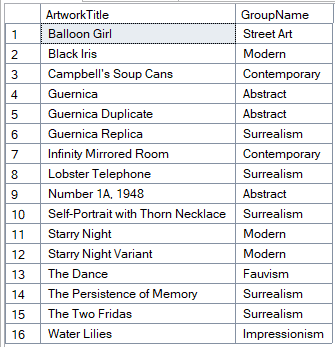 ArtworkTitle GroupName
1 Balloon Girl Street Art
2 Black Iris Modern
3 Campbell's Soup Cans Contemporary
4 Guernica Abstract
5 Guernica Duplicate Abstract
6 Guernica Replica Surrealism
7 Infinity Mirrored Room Contemporary
8 Lobster Telephone Surrealism
9 Number 1A, 1948 Abstract
10 Self-Portrait with Thorn Necklace Surrealism
11 Starry Night Modern
12 Starry Night Variant Modern
13 The Dance Fauvism
14 The Persistence of Memory Surrealism
15 The Two Fridas Surrealism
16 Water Lilies Impressionism